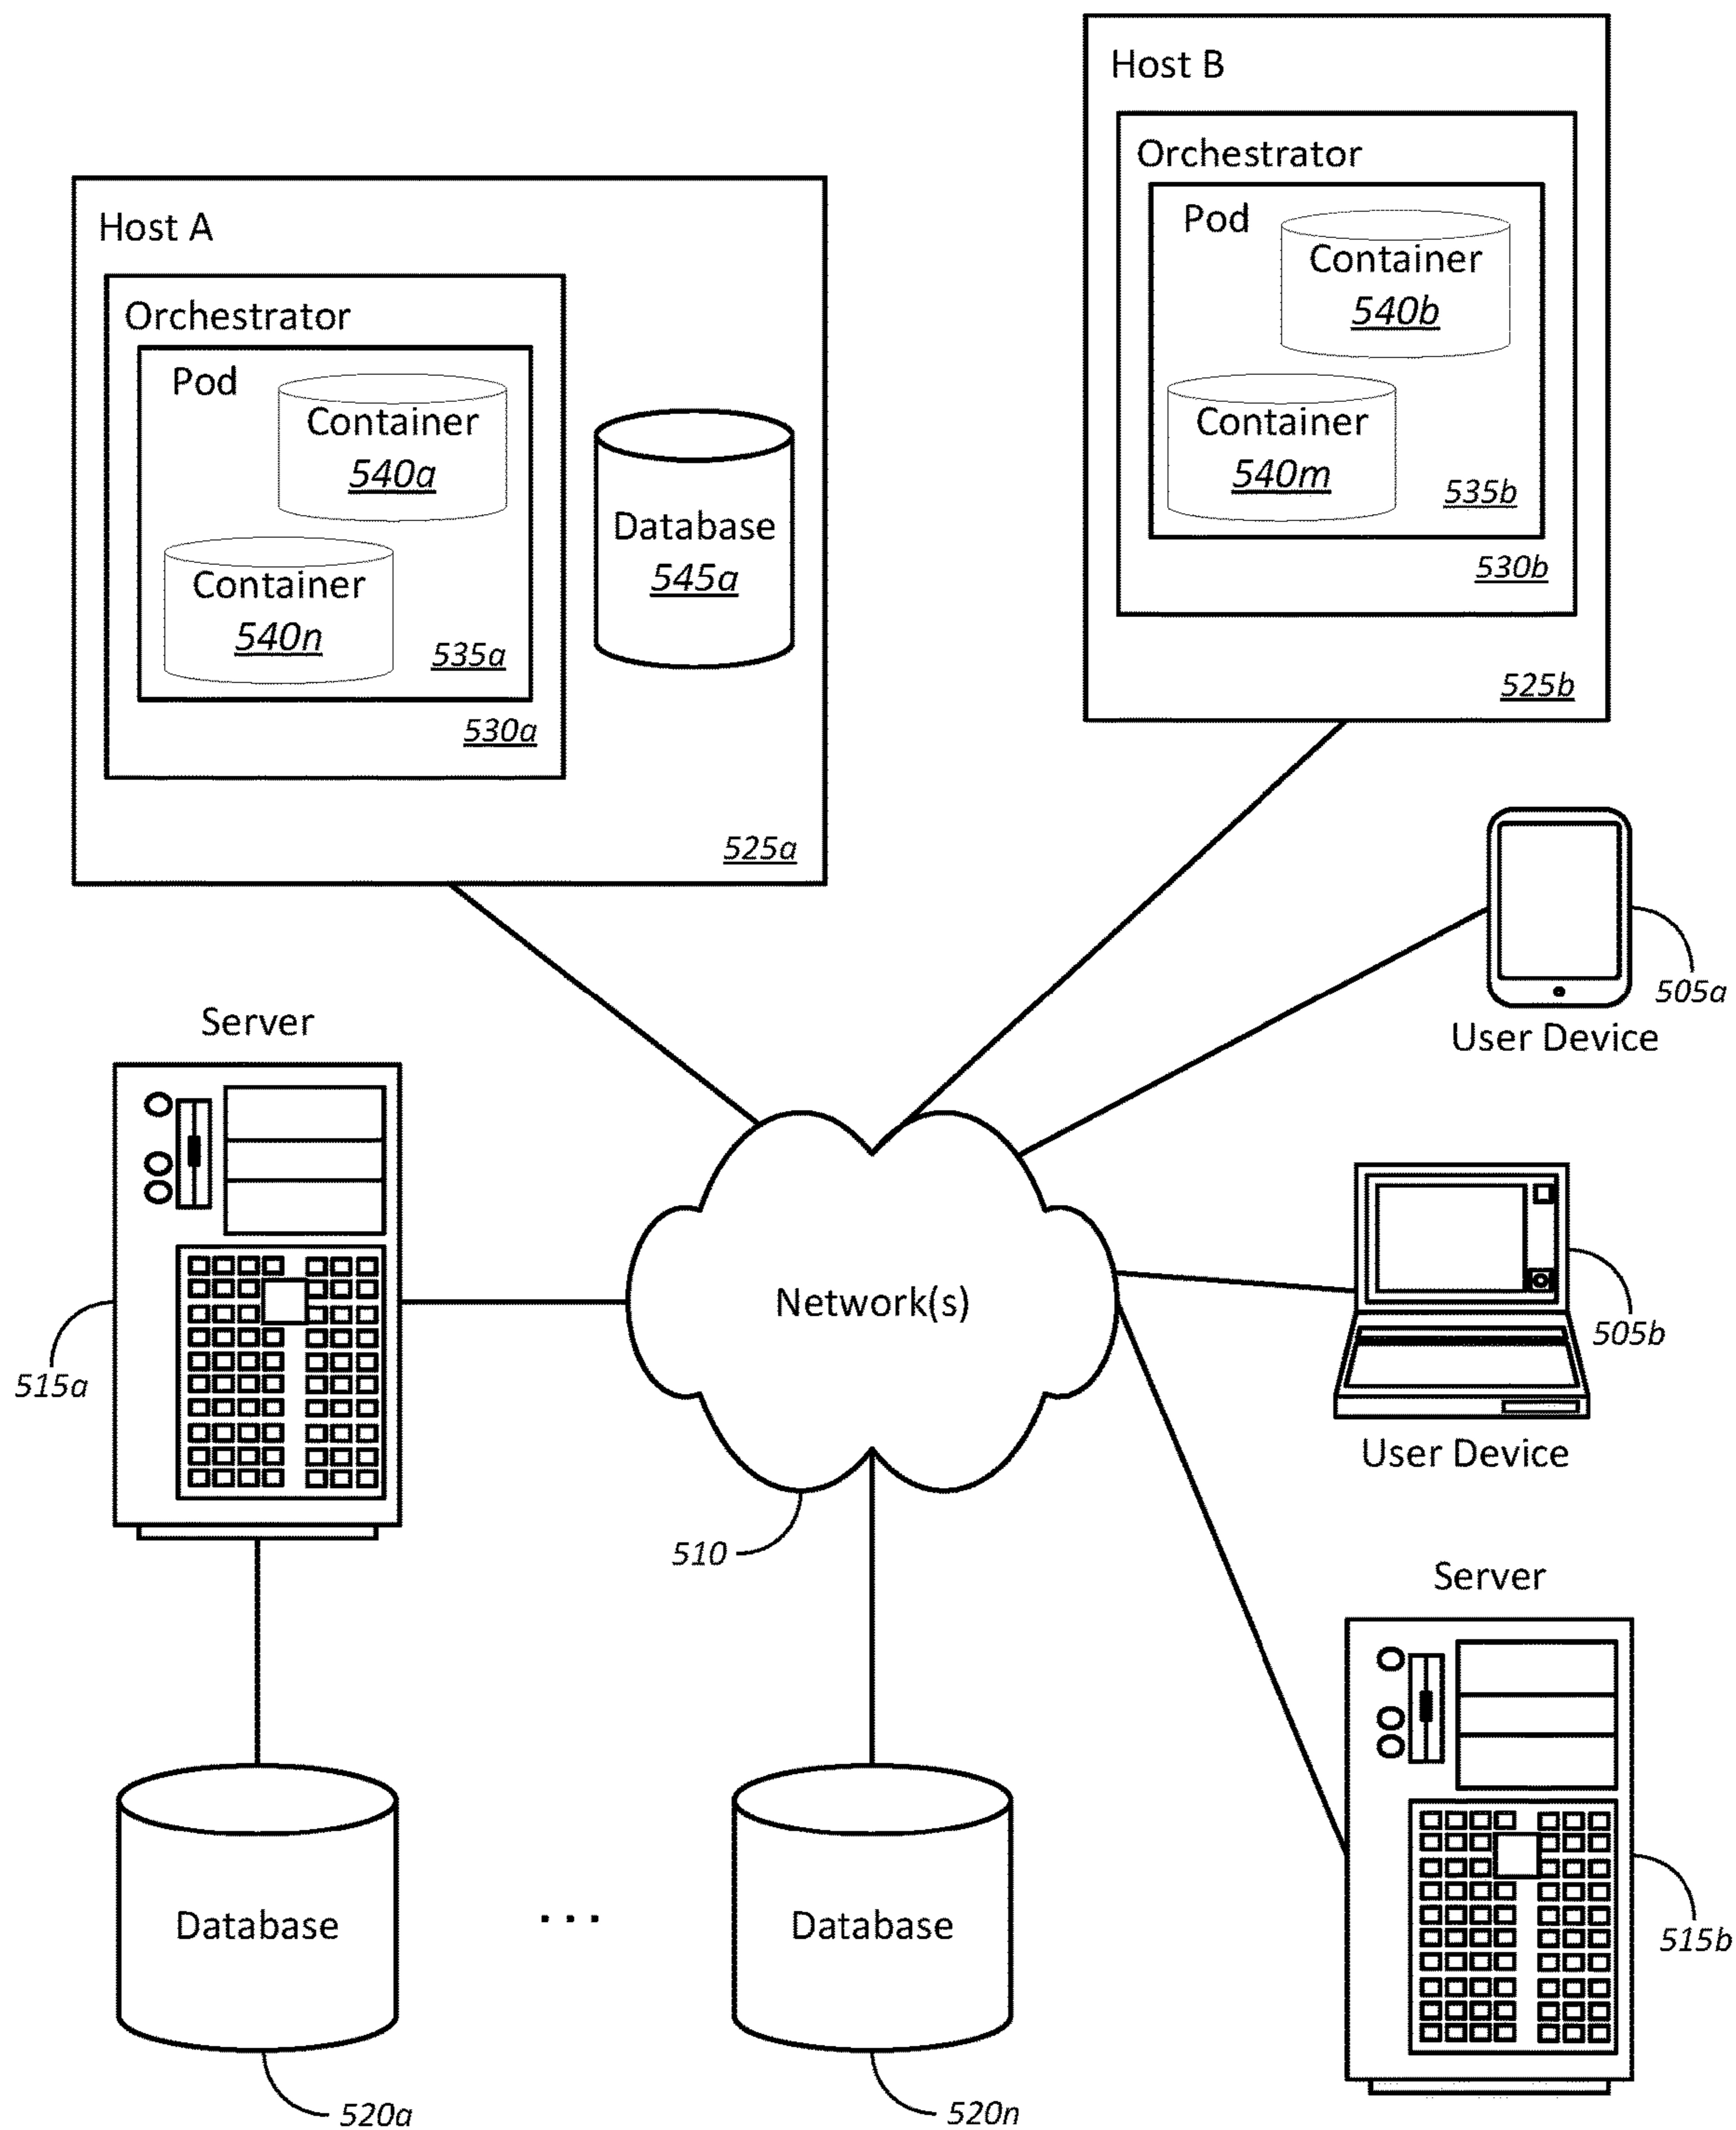 Host B
Orchestrator
Pod
Container
540b
Container
540m
535b
530b
525b
Host A
Orchestrator
Pod
Container
540a
Container
540n
535a
530a
Database
545a
525a
505a
User Device
Server
515a
Network(s)
510
505b
User Device
Server
515b
Database
520a
...
Database
520n